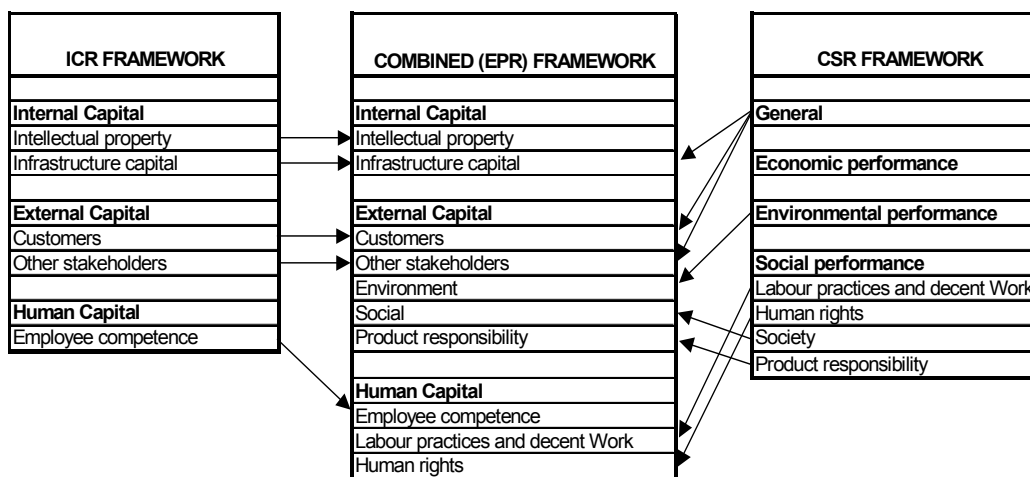 ICR FRAMEWORK
Internal Capital
Intellectual property
Infrastructure capital
External Capital
Customers
Other stakeholders
Human Capital
Employee competence
COMBINED (EPR) FRAMEWORK
Internal Capital
Intellectual property
Infrastructure capital
External Capital
Customers
Other stakeholders
Environment
Social
Product responsibility
Human Capital
Employee competence
Labour practices and decent Work
Human rights
CSR FRAMEWORK
General
Economic performance
Environmental performance
Social performance
Labour practices and decent Work
Human rights
Society
Product responsibility